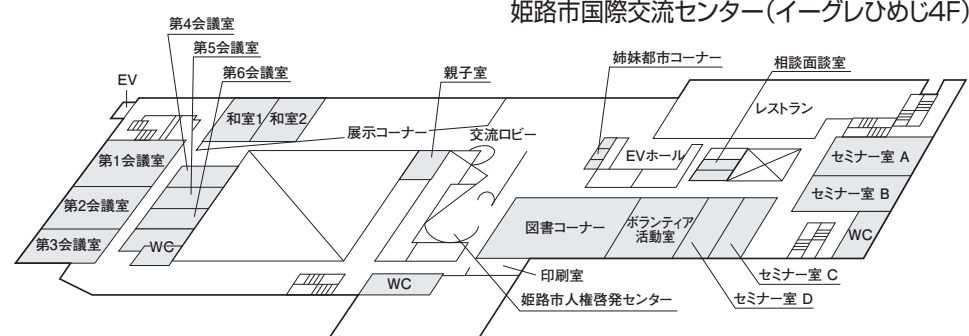 姫路市国際交流センター(イーグレひめじ4F)
第4会議室
第5会議室
第6会議室
EV
親子室
姉妹都市コーナー
相談面談室
和室1
和室2
展示コーナー
交流ロビー
レストラン
EVホール
第1会議室
第2会議室
第3会議室
WC
セミナー室 A
セミナー室 B
図書コーナー
ボランティア
活動室
WC
WC
印刷室
姫路市人権啓発センター
セミナー室 C
セミナー室 D